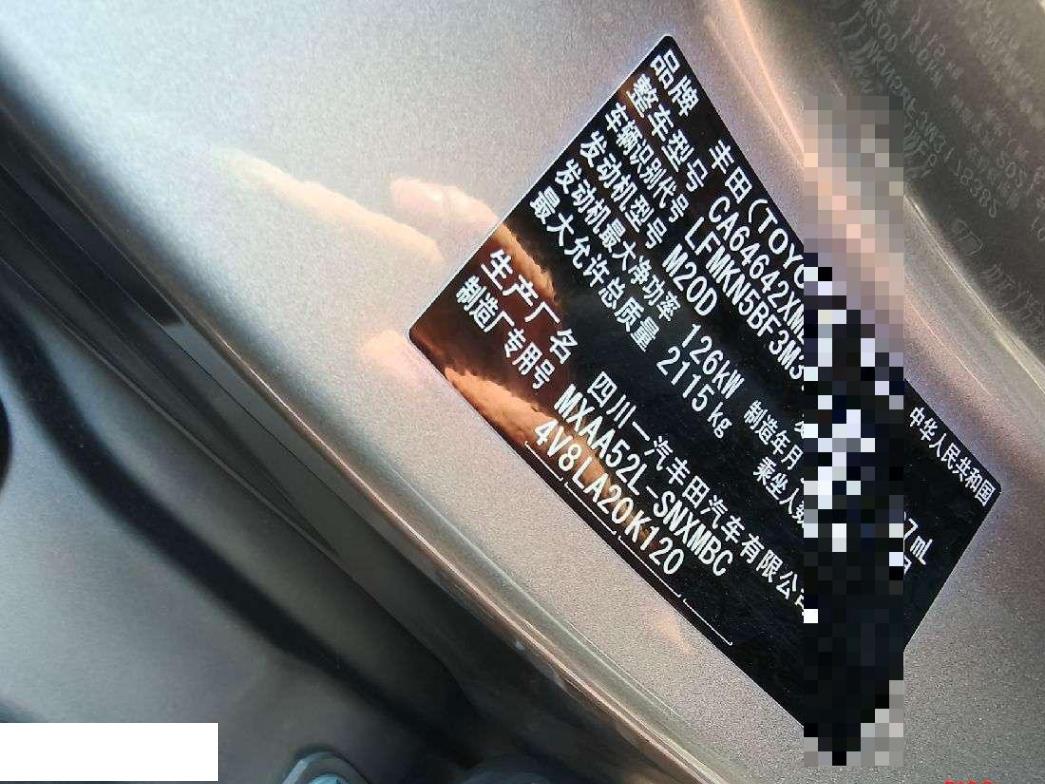 中华人民共和国
品牌 丰田(TOYO
整车型号 CA64642XM
车辆识别代号 LFMKN5BF3M3
发动机型号 M20D
7mL
发动机最大净功率 126kW 制造年月
最大允许总质量 2115kg 乘坐人数
生产厂名 四川一汽丰田汽车有限公司
制造厂专用号 MXAA52L-SNXMBC
4V8LA20K120